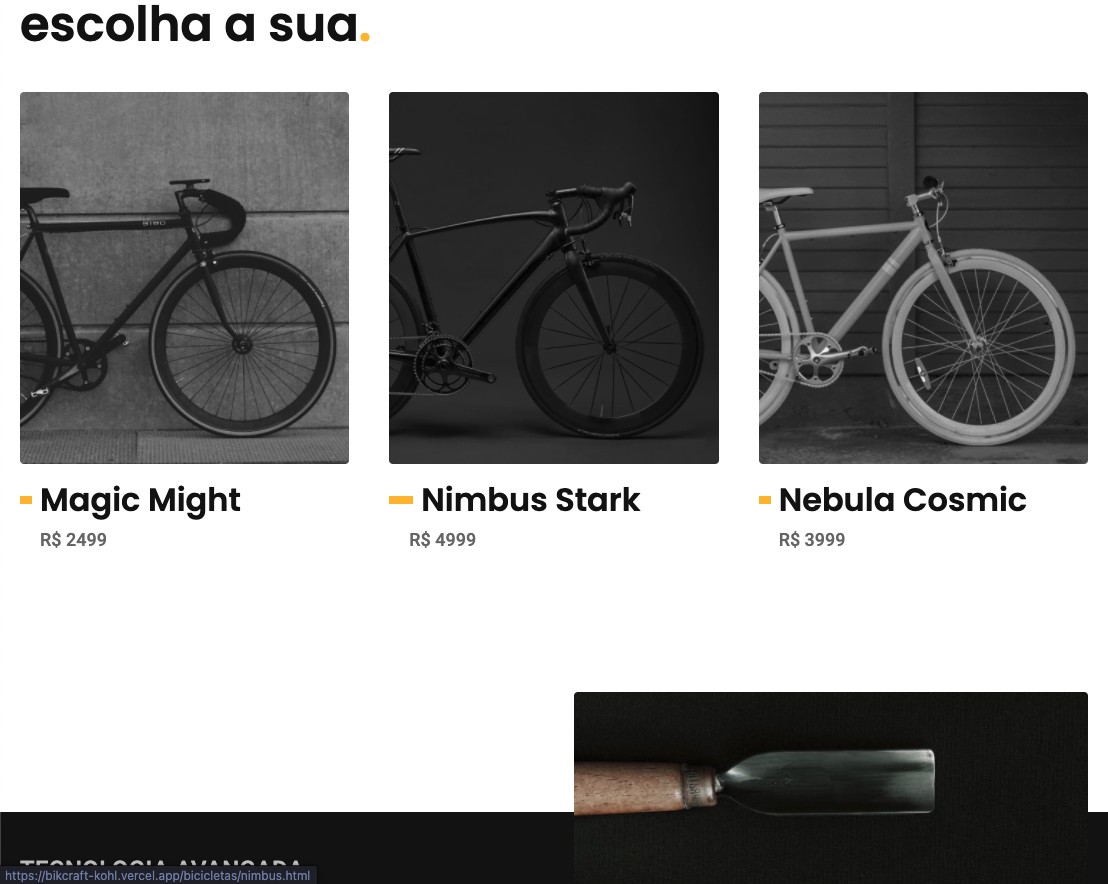 escolha a sua.
Magic Might
R$ 2499
Nimbus Stark
R$ 4999
Nebula Cosmic
R$ 3999
TECNOLOGIA AVANÇADA
https://bikcraft-kohl.vercel.app/bicicletas/nimbus.html